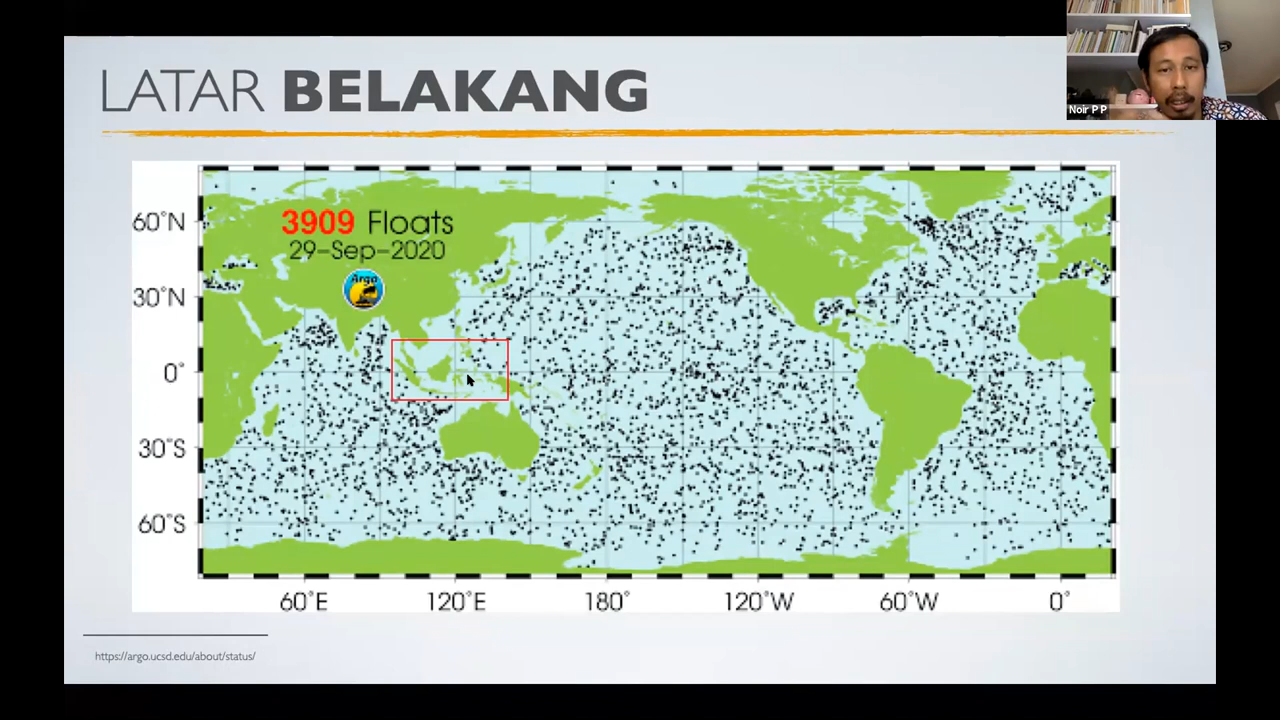 LATAR BELAKANG
Noir P P
3909 Floats
29-Sep-2020
Argo
60°N
30°N
0°
30°S
60°S
60°E 120°E 180° 120°W 60°W 0°
https://argo.ucsd.edu/about/status/